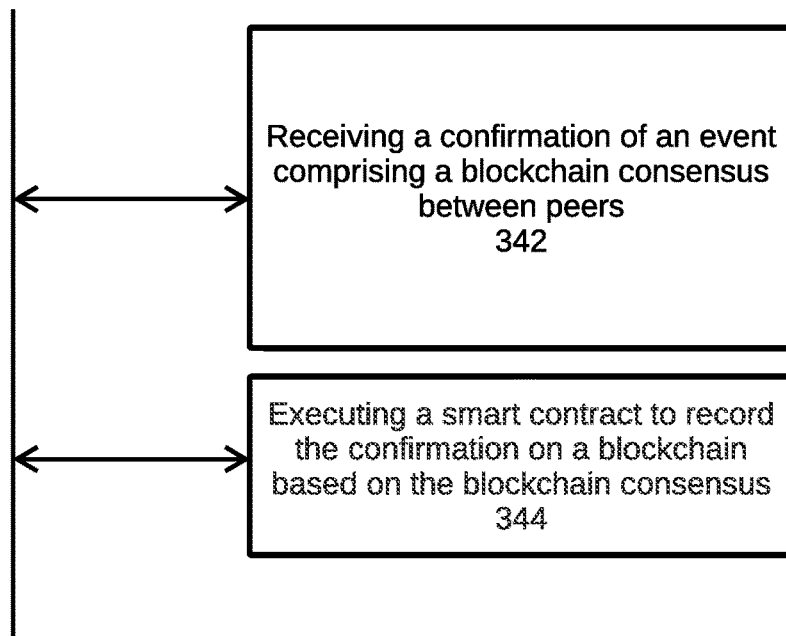 Receiving a confirmation of an event
comprising a blockchain consensus
between peers
342
Executing a smart contract to record
the confirmation on a blockchain
based on the blockchain consensus
344